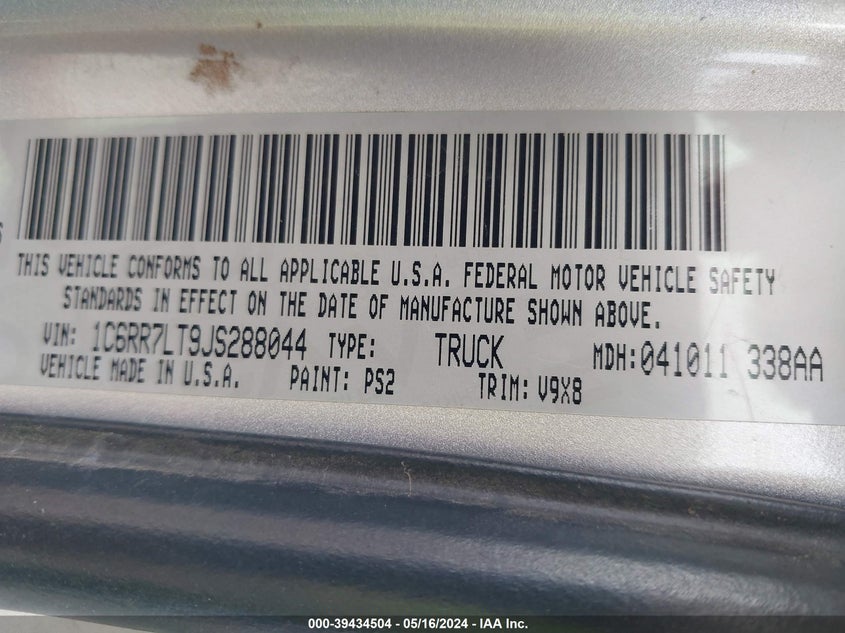 THIS VEHICLE CONFORMS TO ALL APPLICABLE U.S.A. FEDERAL MOTOR VEHICLE SAFETY
STANDARDS IN EFFECT ON THE DATE OF MANUFACTURE SHOWN ABOVE.
VIN: 1C6RR7LT9JS288044 TYPE: TRUCK MDH:041011 338AA
VEHICLE MADE IN U.S.A. PAINT: PS2 TRIM: V9X8
000-39434504 - 05/16/2024 - IAA Inc.